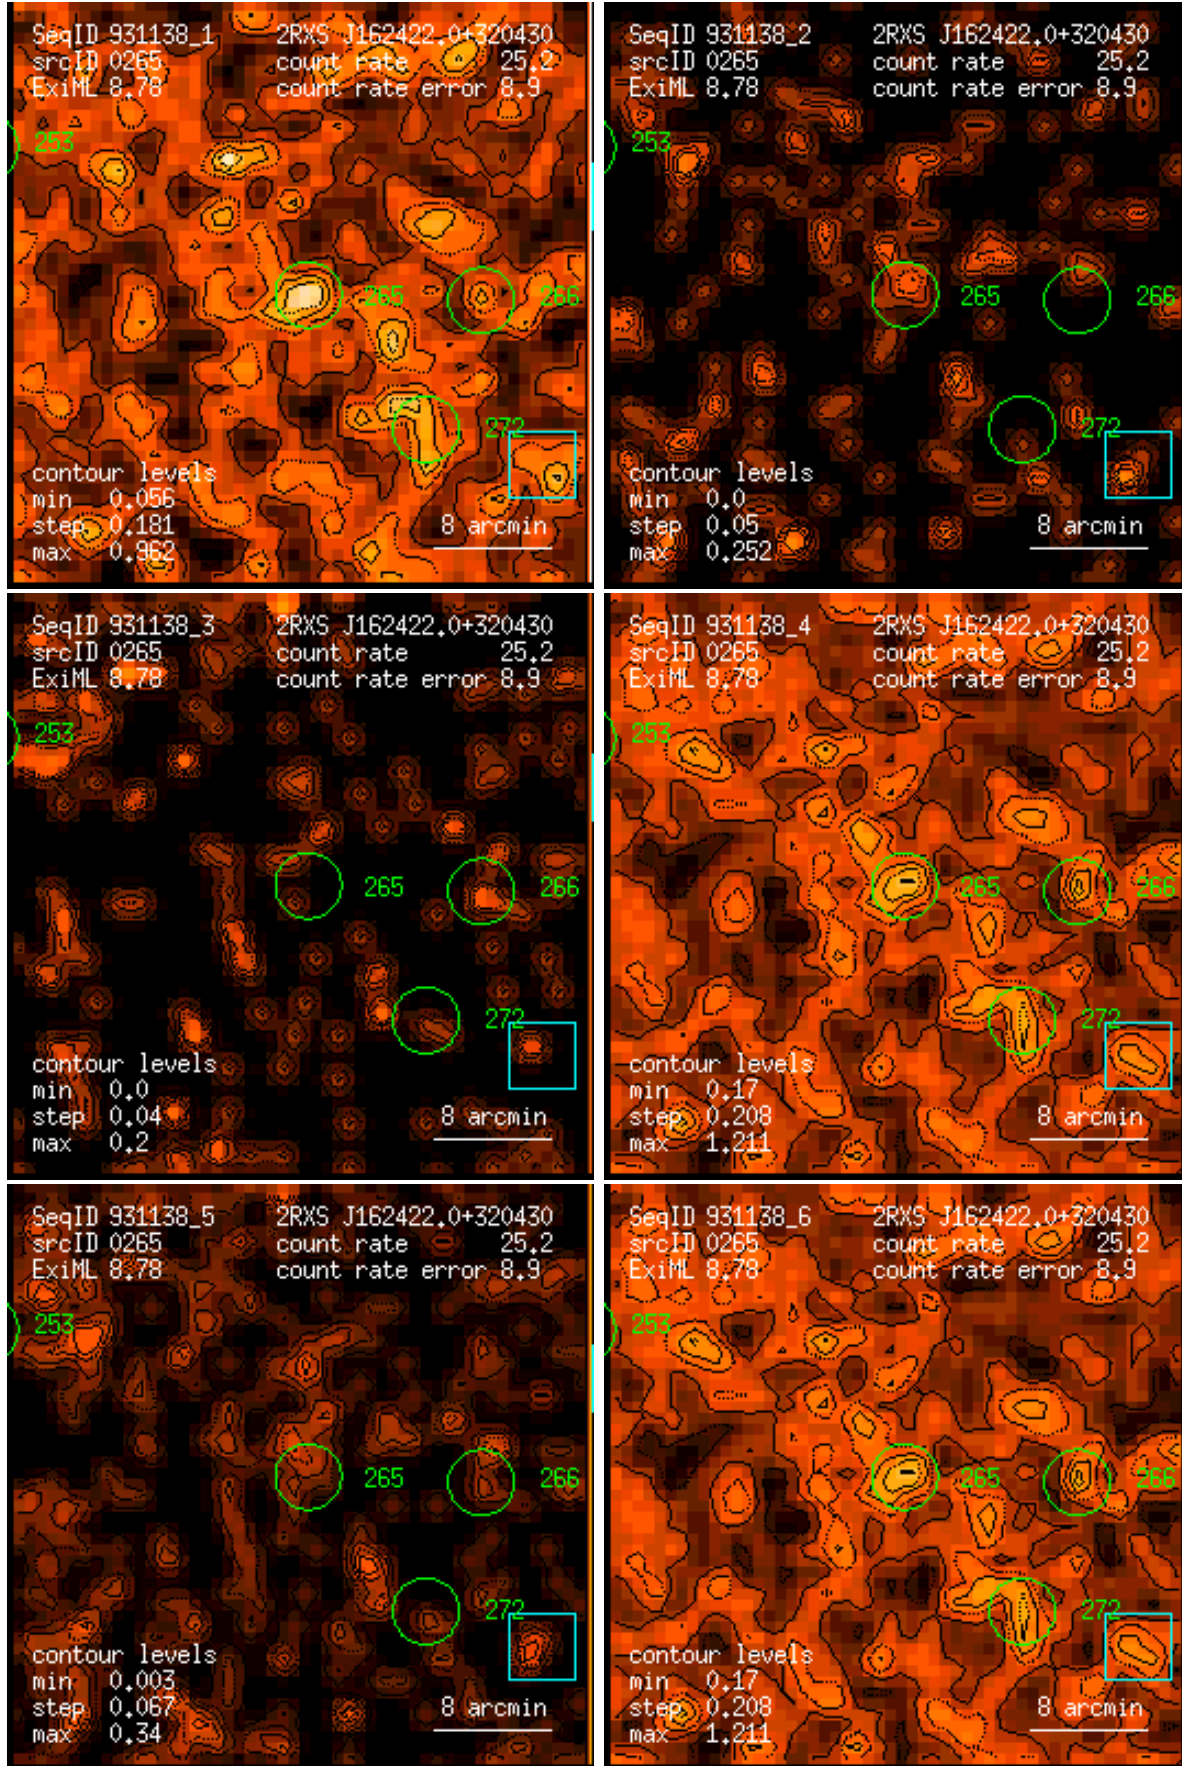 SeqID 931138_1 2RXS J162422.0+320430
srcID 0265 count rate 25.2
ExiML 8.78 count rate error 8.9
253
265
266
272
contour levels
min 0.056
step 0.181
max 0.962
8 arcmin
SeqID 931138_2 2RXS J162422.0+320430
srcID 0265 count rate 25.2
ExiML 8.78 count rate error 8.9
253
265
266
272
contour levels
min 0.0
step 0.05
max 0.252
8 arcmin
SeqID 931138_3 2RXS J162422.0+320430
srcID 0265 count rate 25.2
ExiML 8.78 count rate error 8.9
253
265
266
272
contour levels
min 0.0
step 0.04
max 0.2
8 arcmin
SeqID 931138_4 2RXS J162422.0+320430
srcID 0265 count rate 25.2
ExiML 8.78 count rate error 8.9
253
265
266
272
contour levels
min 0.17
step 0.208
max 1.211
8 arcmin
SeqID 931138_5 2RXS J162422.0+320430
srcID 0265 count rate 25.2
ExiML 8.78 count rate error 8.9
253
265
266
272
contour levels
min 0.003
step 0.067
max 0.34
8 arcmin
SeqID 931138_6 2RXS J162422.0+320430
srcID 0265 count rate 25.2
ExiML 8.78 count rate error 8.9
253
265
266
272
contour levels
min 0.17
step 0.208
max 1.211
8 arcmin